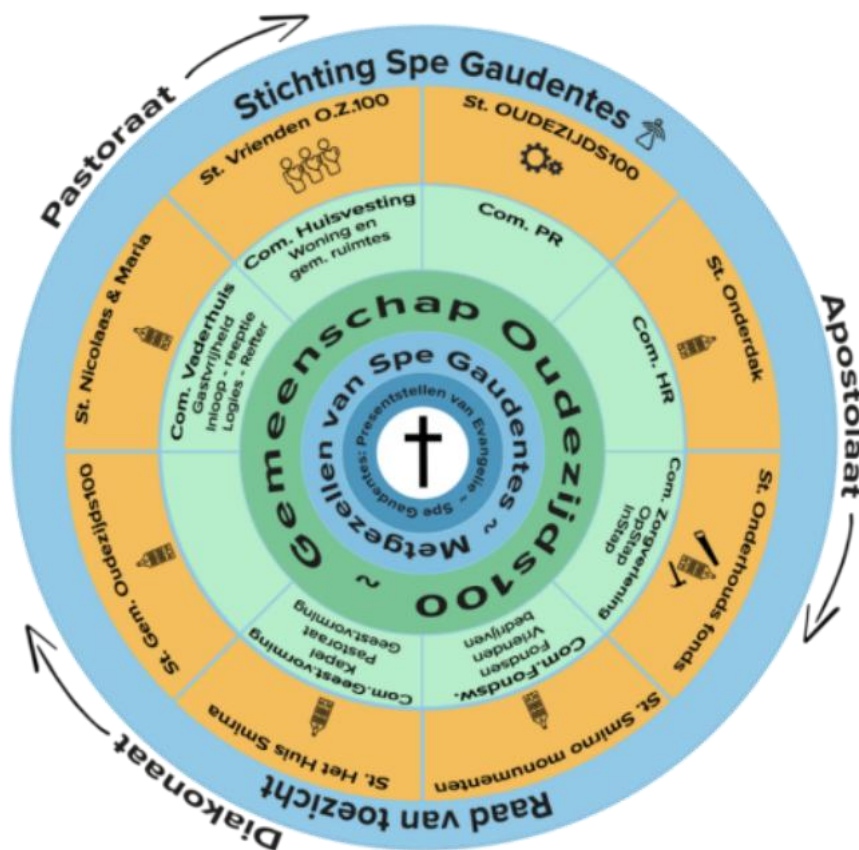 Pastoraat
Apostolaat
Diakonaat
Stichting Spe Gaudentes
Raad van toezicht
St. Vrienden O.Z.100
St. OUDEZIJDS100
St. Onderdak
St. Onderhouds fonds
St. Smirno monumenten
St. Het Huis Smirna
St. Gem. Oudezijds100
St. Nicolaas & Maria
Com. Huisvesting
Woning en
gem. ruimtes
Com. PR
Com. HR
Com. Zorgverlening
OpStap
InStap
Com.Fondsw.
Fondsen
Vrienden
bedrijven
Com.Geest.vorming
Kapel
Pastoraat
Geest.vorming
Com. Vaderhuis
Gastvrijheid
Inloop - reeptie
Logies - Refter
Gemeenschap Oudezijds100 ~
Metgezellen van Spe Gaudentes ~
Spe Gaudentes: Presentstellen van Evangelie ~